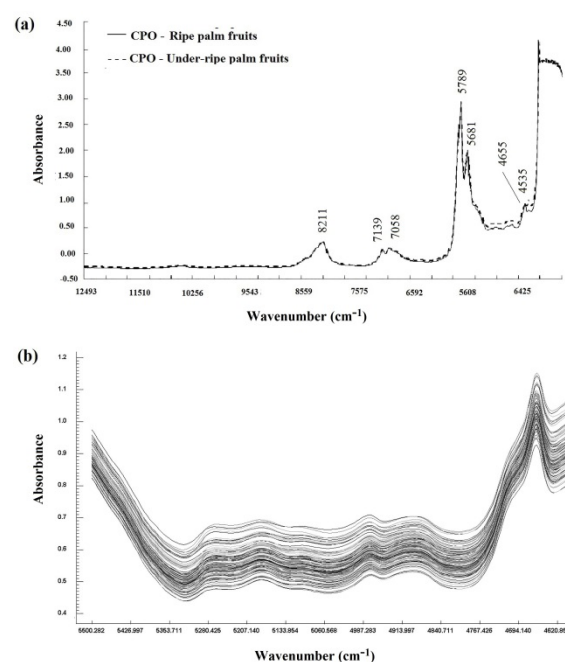 (a)
CPO - Ripe palm fruits
CPO - Under-ripe palm fruits
4.50
4.00
3.50
3.00
2.50
2.00
1.50
1.00
0.50
0.00
-0.50
Absorbance
5789
5681
4655
4535
8211
7139
7058
12493 11510 10256 9543 8559 7575 6592 5608 6425
Wavenumber (cm⁻¹)
(b)
1.2
1.1
1.0
0.9
0.8
0.7
0.6
0.5
0.4
Absorbance
5600.282 5426.997 5353.711 5280.425 5207.140 5133.854 5060.568 4987.283 4913.997 4840.711 4767.426 4694.140 4620.85
Wavenumber (cm⁻¹)